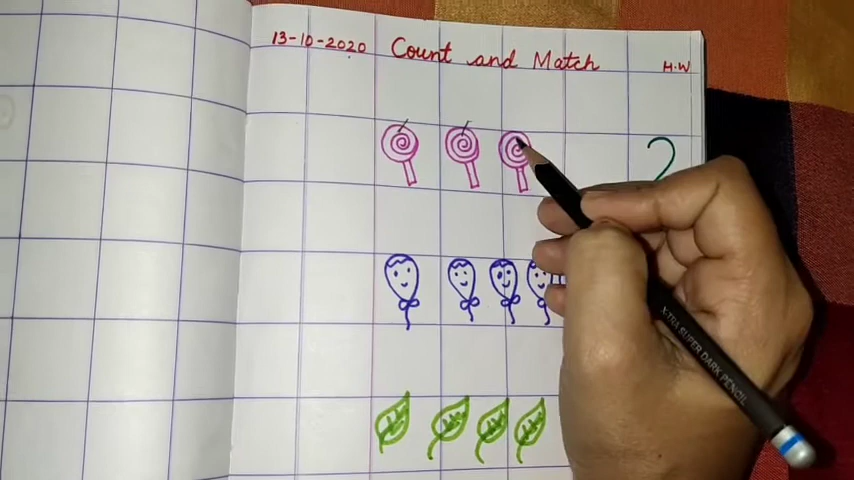 13-10-2020
Count and Match
H.W
2
X-TRA SUPER DARK PENCIL